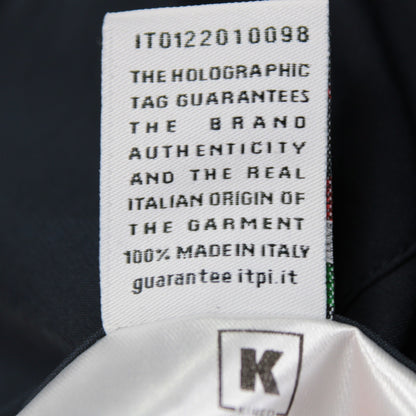 IT0122010098
THE HOLOGRAPHIC
TAG GUARANTEES
THE BRAND
AUTHENTICITY
AND THE REAL
ITALIAN ORIGIN OF
THE GARMENT
100% MADE IN ITALY
guarantee itpi.it
K